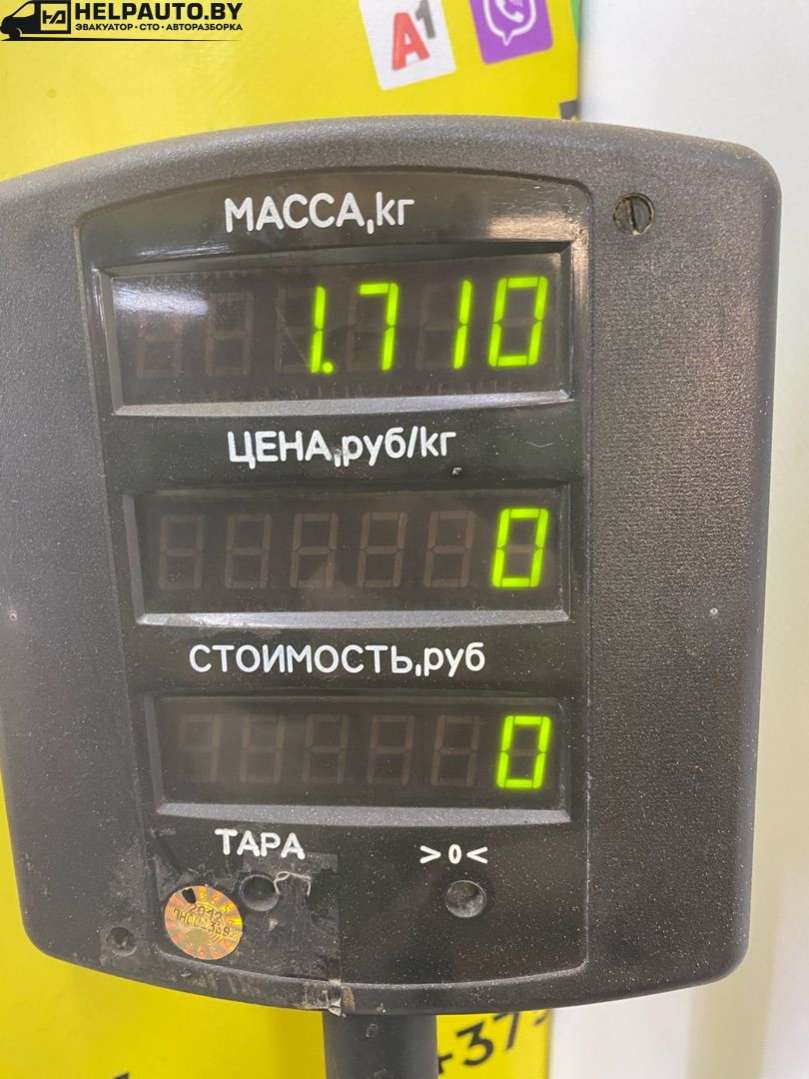 HELPAUTO.BY
ЭВАКУАТОР • СТО • АВТОРАЗБОРКА
A1
МАССА,кг
1.710
ЦЕНА,руб/кг
0
СТОИМОСТЬ,руб
0
ТАРА
>0<
2012